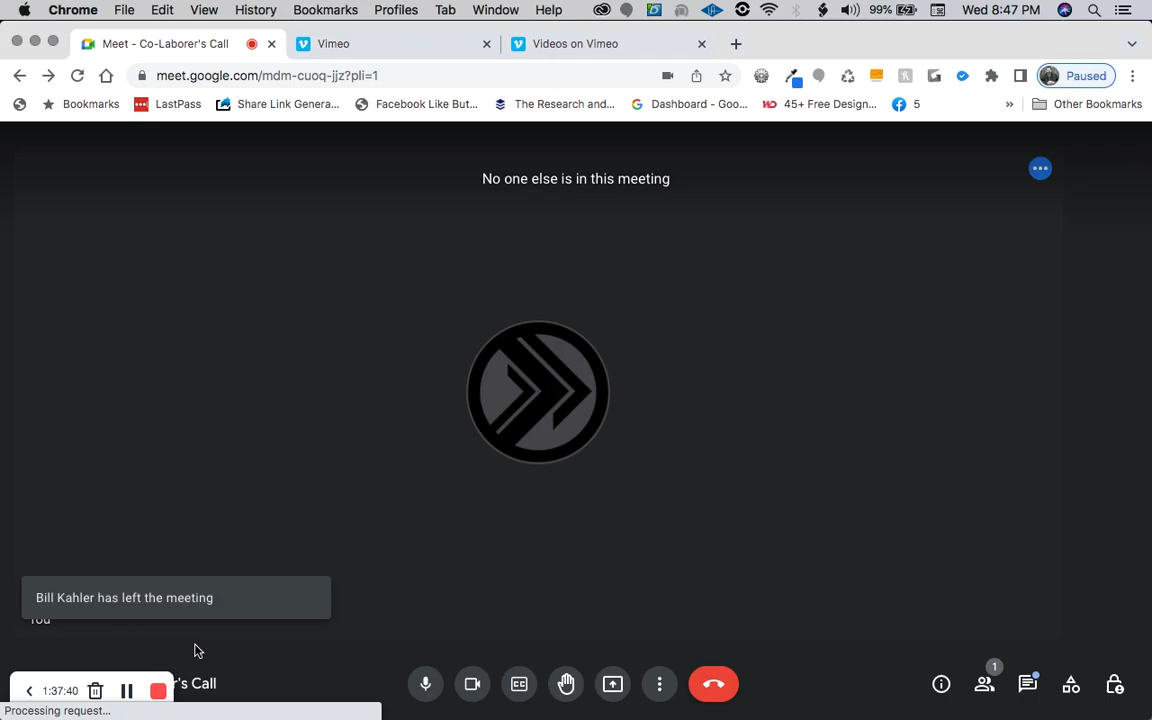 Chrome File Edit View History Bookmarks Profiles Tab Window Help 99% Wed 8:47 PM
Meet - Co-Laborer's Call Vimeo Videos on Vimeo
meet.google.com/mdm-cuoq-jjz?pli=1 Paused
Bookmarks LastPass Share Link Genera... Facebook Like But... The Research and... Dashboard - Goo... 45+ Free Design... 5 » Other Bookmarks
No one else is in this meeting
Bill Kahler has left the meeting
You
1
1:37:40 r's Call
Processing request...